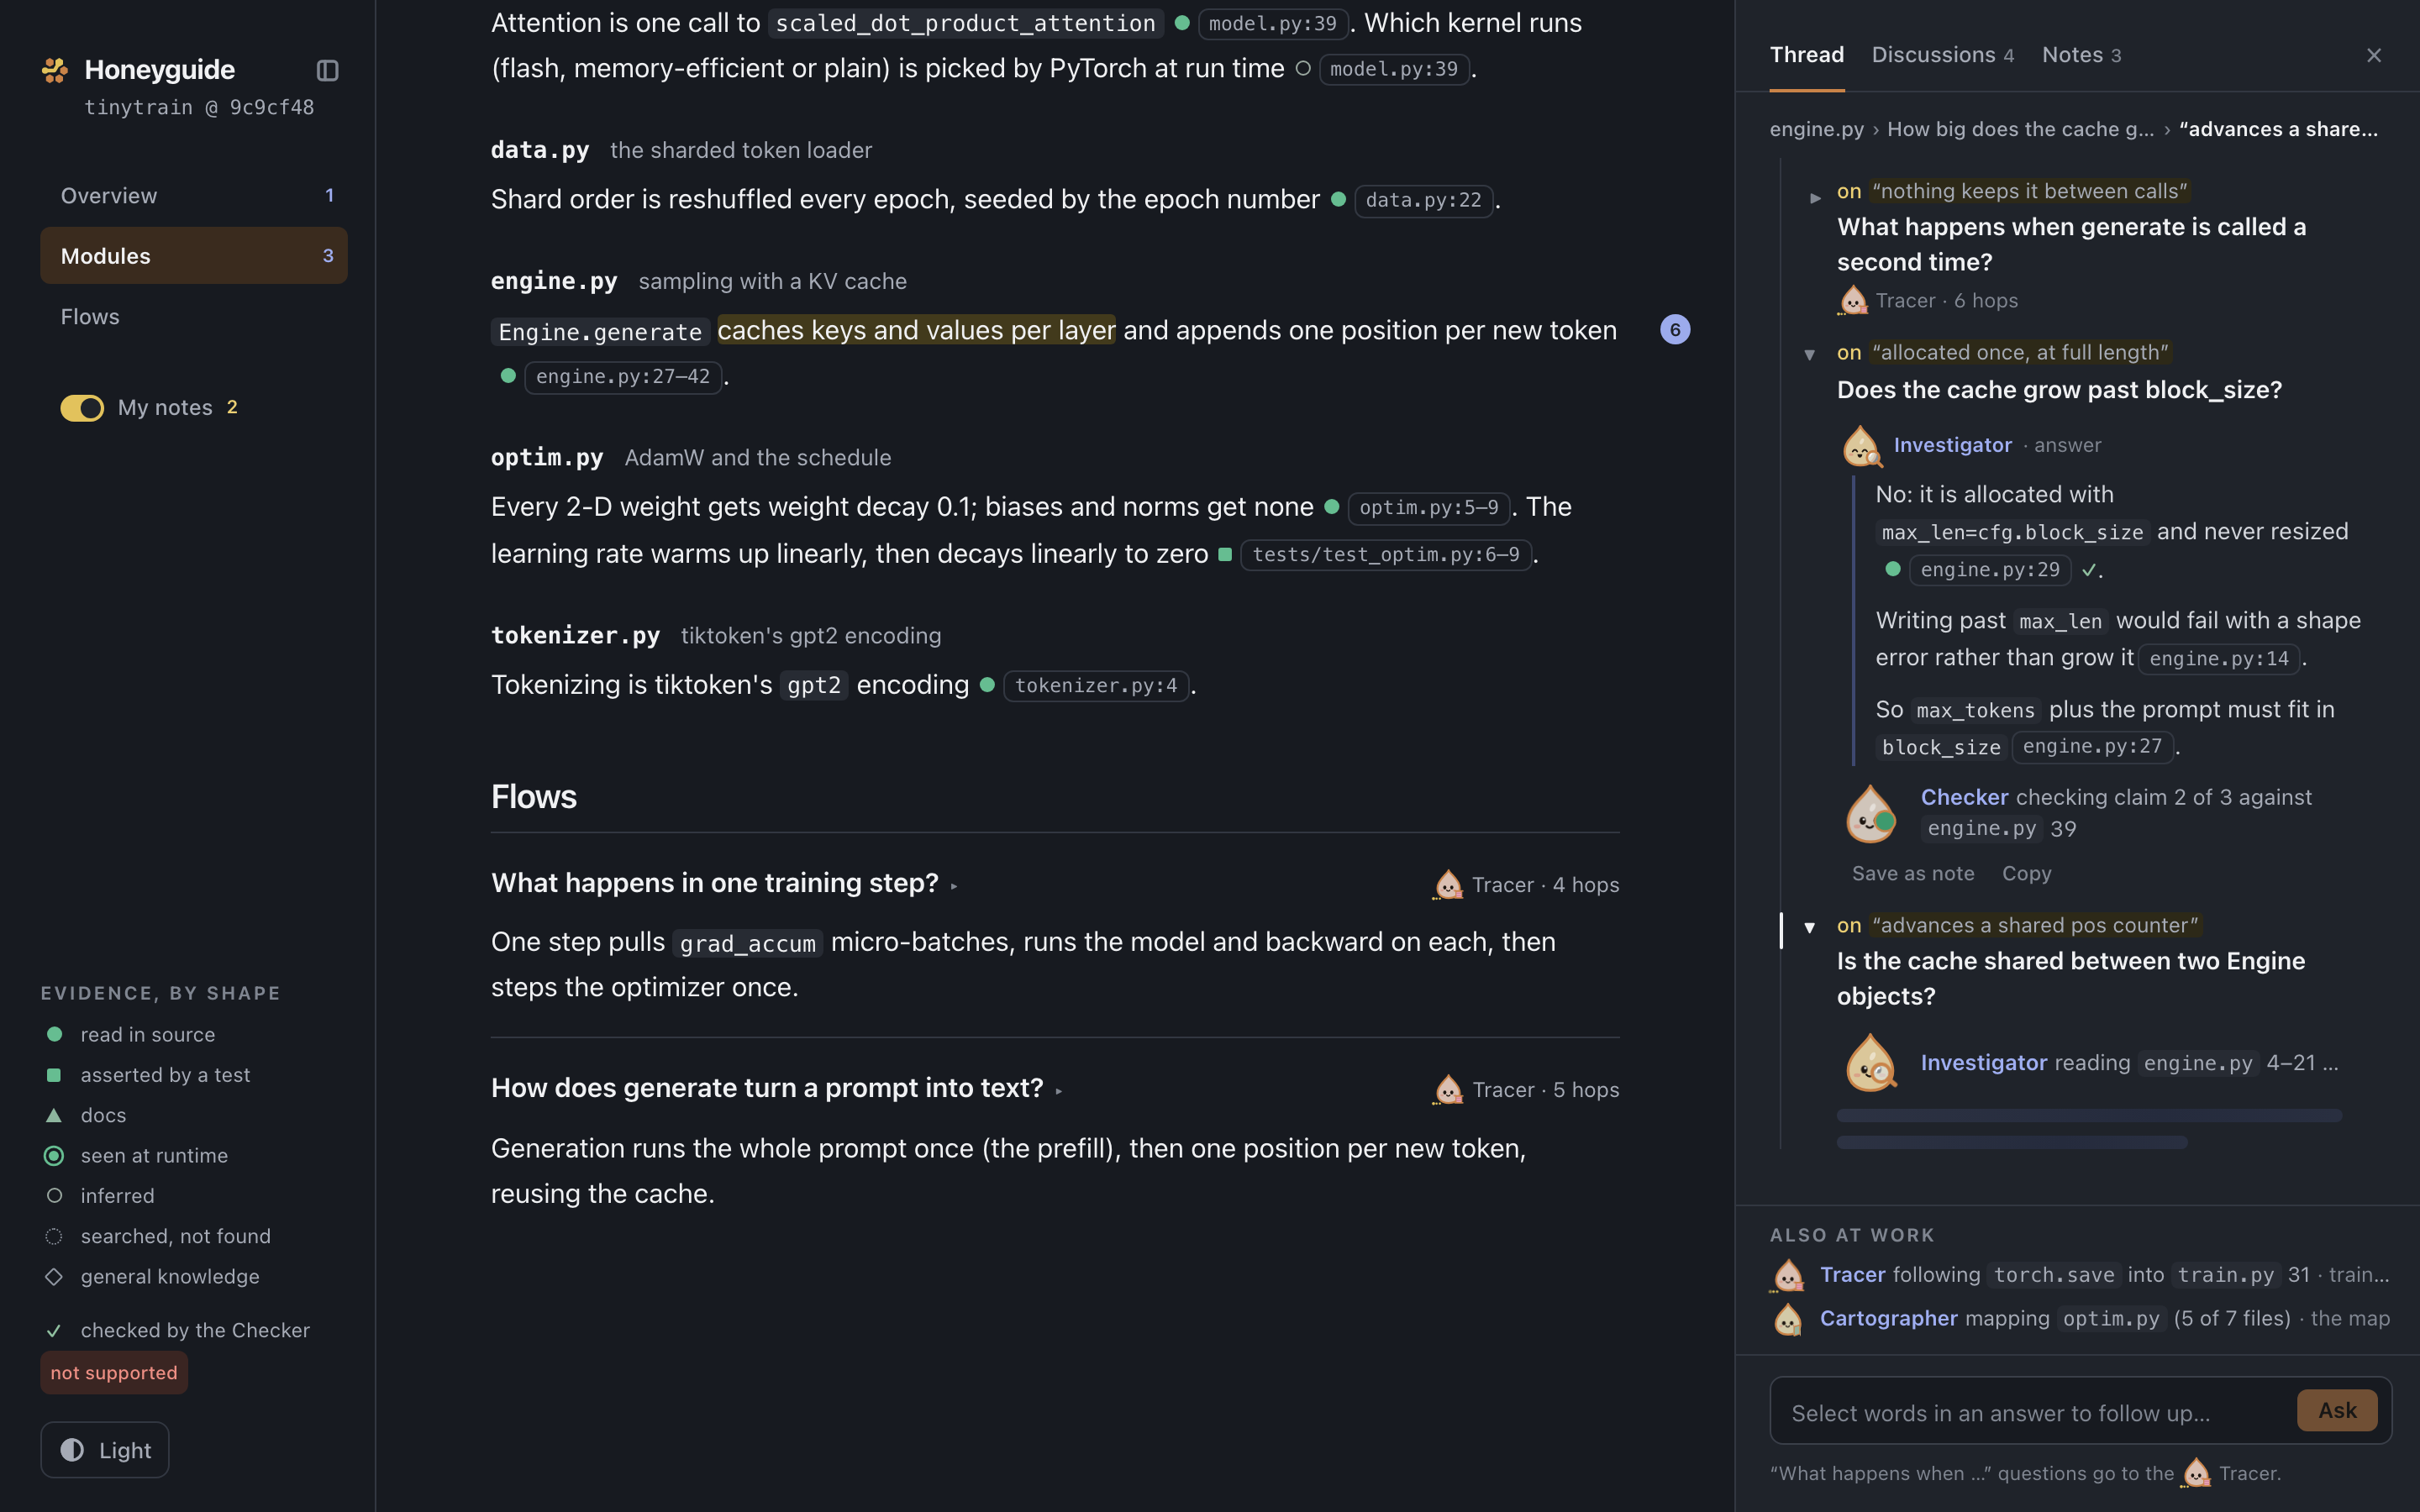 Honeyguide
tinytrain @ 9c9cf48
Overview 1
Modules 3
Flows
My notes 2
EVIDENCE, BY SHAPE
read in source
asserted by a test
docs
seen at runtime
inferred
searched, not found
general knowledge
checked by the Checker
not supported
Light
Attention is one call to scaled_dot_product_attention model.py:39. Which kernel runs
(flash, memory-efficient or plain) is picked by PyTorch at run time model.py:39.
data.py the sharded token loader
Shard order is reshuffled every epoch, seeded by the epoch number data.py:22.
engine.py sampling with a KV cache
Engine.generate caches keys and values per layer and appends one position per new token 6
engine.py:27–42.
optim.py AdamW and the schedule
Every 2-D weight gets weight decay 0.1; biases and norms get none optim.py:5–9. The
learning rate warms up linearly, then decays linearly to zero tests/test_optim.py:6–9.
tokenizer.py tiktoken's gpt2 encoding
Tokenizing is tiktoken's gpt2 encoding tokenizer.py:4.
Flows
What happens in one training step? ▸ Tracer · 4 hops
One step pulls grad_accum micro-batches, runs the model and backward on each, then
steps the optimizer once.
How does generate turn a prompt into text? ▸ Tracer · 5 hops
Generation runs the whole prompt once (the prefill), then one position per new token,
reusing the cache.
Thread Discussions 4 Notes 3 ×
engine.py › How big does the cache g... › “advances a share...
on “nothing keeps it between calls”
What happens when generate is called a
second time?
Tracer · 6 hops
on “allocated once, at full length”
Does the cache grow past block_size?
Investigator · answer
No: it is allocated with
max_len=cfg.block_size and never resized
engine.py:29 ✓.
Writing past max_len would fail with a shape
error rather than grow it engine.py:14.
So max_tokens plus the prompt must fit in
block_size engine.py:27.
Checker checking claim 2 of 3 against
engine.py 39
Save as note Copy
on “advances a shared pos counter”
Is the cache shared between two Engine
objects?
Investigator reading engine.py 4–21 ...
ALSO AT WORK
Tracer following torch.save into train.py 31 · train...
Cartographer mapping optim.py (5 of 7 files) · the map
Select words in an answer to follow up... Ask
“What happens when ...” questions go to the Tracer.